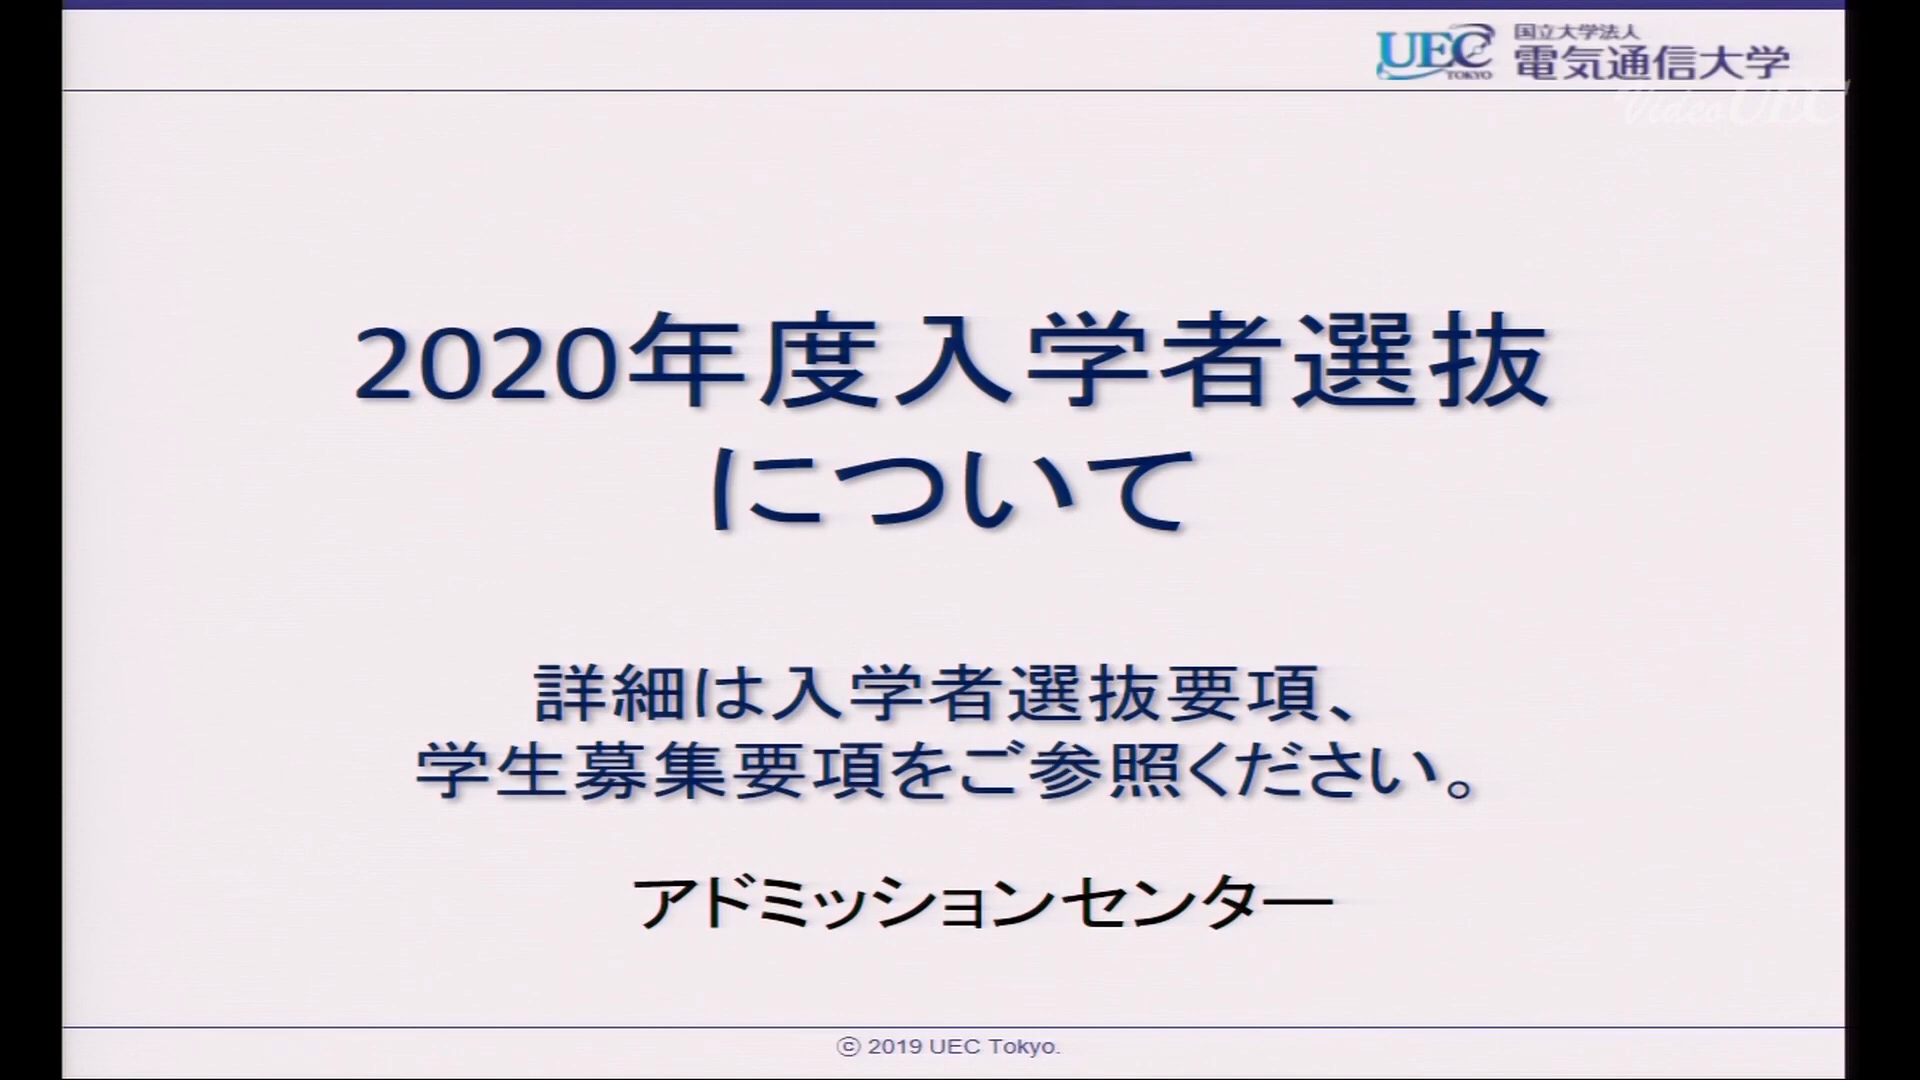 UEC
TOKYO
国立大学法人
電気通信大学
VideoUEC
2020年度入学者選抜
について
詳細は入学者選抜要項、
学生募集要項をご参照ください。
アドミッションセンター
© 2019 UEC Tokyo.